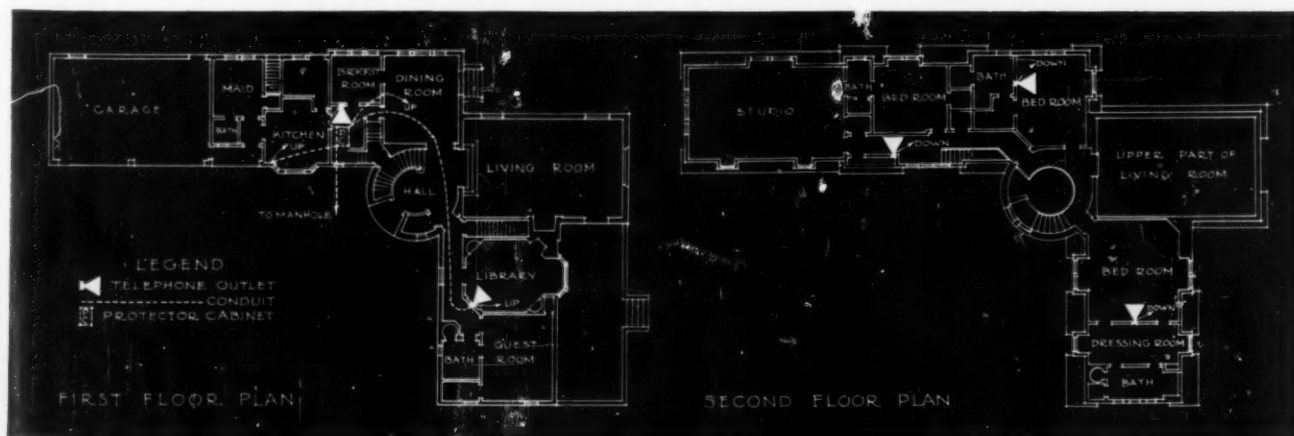 GARAGE
MAID
BATH
KITCHEN
UP
BRKFST
ROOM
DINING
ROOM
UP
HALL
LIVING ROOM
TO MANHOLE
LIBRARY
UP
BATH
GUEST
ROOM
LEGEND
TELEPHONE OUTLET
CONDUIT
PROTECTOR CABINET
FIRST FLOOR PLAN
STUDIO
BATH
BED ROOM
DOWN
BATH
DOWN
BED ROOM
UPPER PART OF
LIVING ROOM
BED ROOM
DOWN
DRESSING ROOM
BATH
SECOND FLOOR PLAN